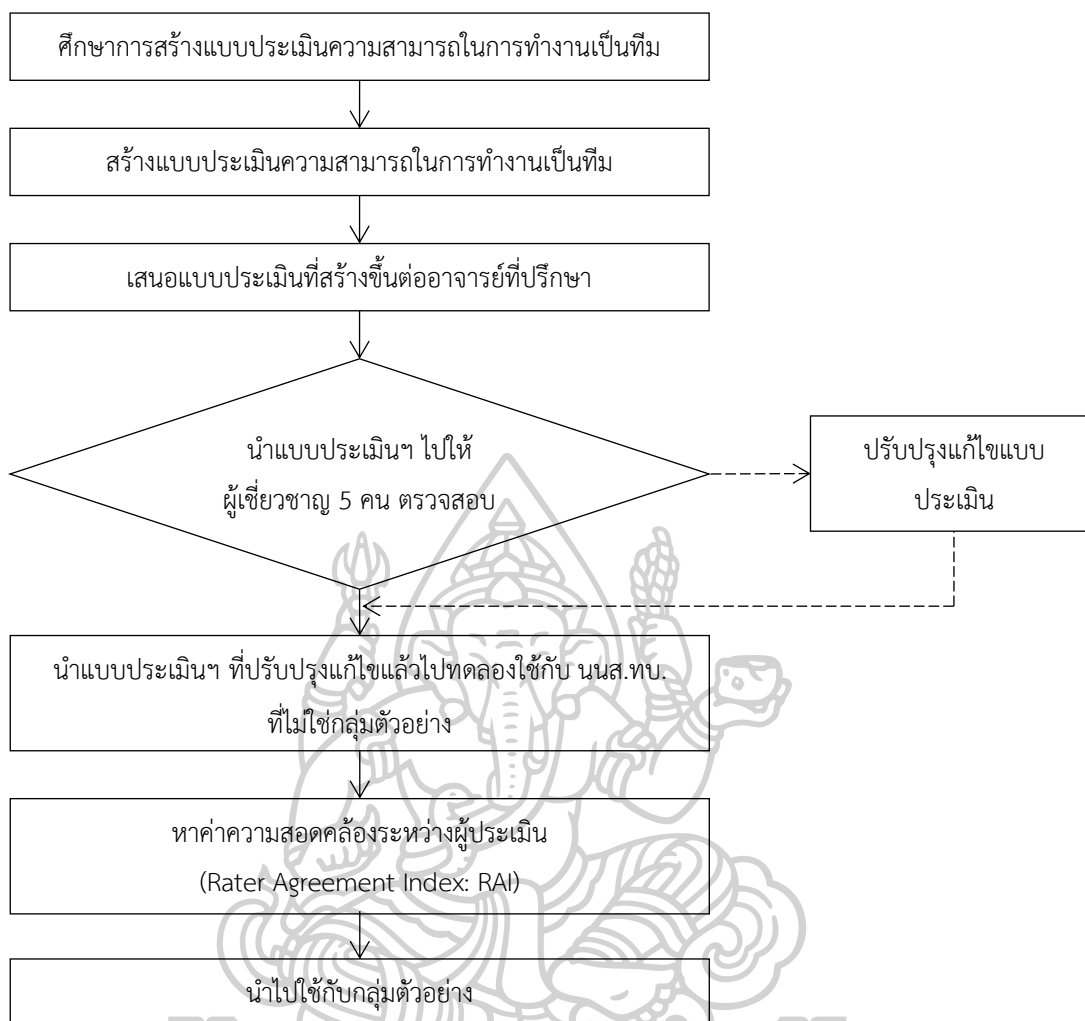 ศึกษาการสร้างแบบประเมินความสามารถในการทำงานเป็นทีม
สร้างแบบประเมินความสามารถในการทำงานเป็นทีม
เสนอแบบประเมินที่สร้างขึ้นต่ออาจารย์ที่ปรึกษา
นำแบบประเมินฯ ไปให้
ผู้เชี่ยวชาญ 5 คน ตรวจสอบ
ปรับปรุงแก้ไขแบบ
ประเมิน
นำแบบประเมินฯ ที่ปรับปรุงแก้ไขแล้วไปทดลองใช้กับ นนส.ทบ.
ที่ไม่ใช่กลุ่มตัวอย่าง
หาค่าความสอดคล้องระหว่างผู้ประเมิน
(Rater Agreement Index: RAI)
นำไปใช้กับกลุ่มตัวอย่าง